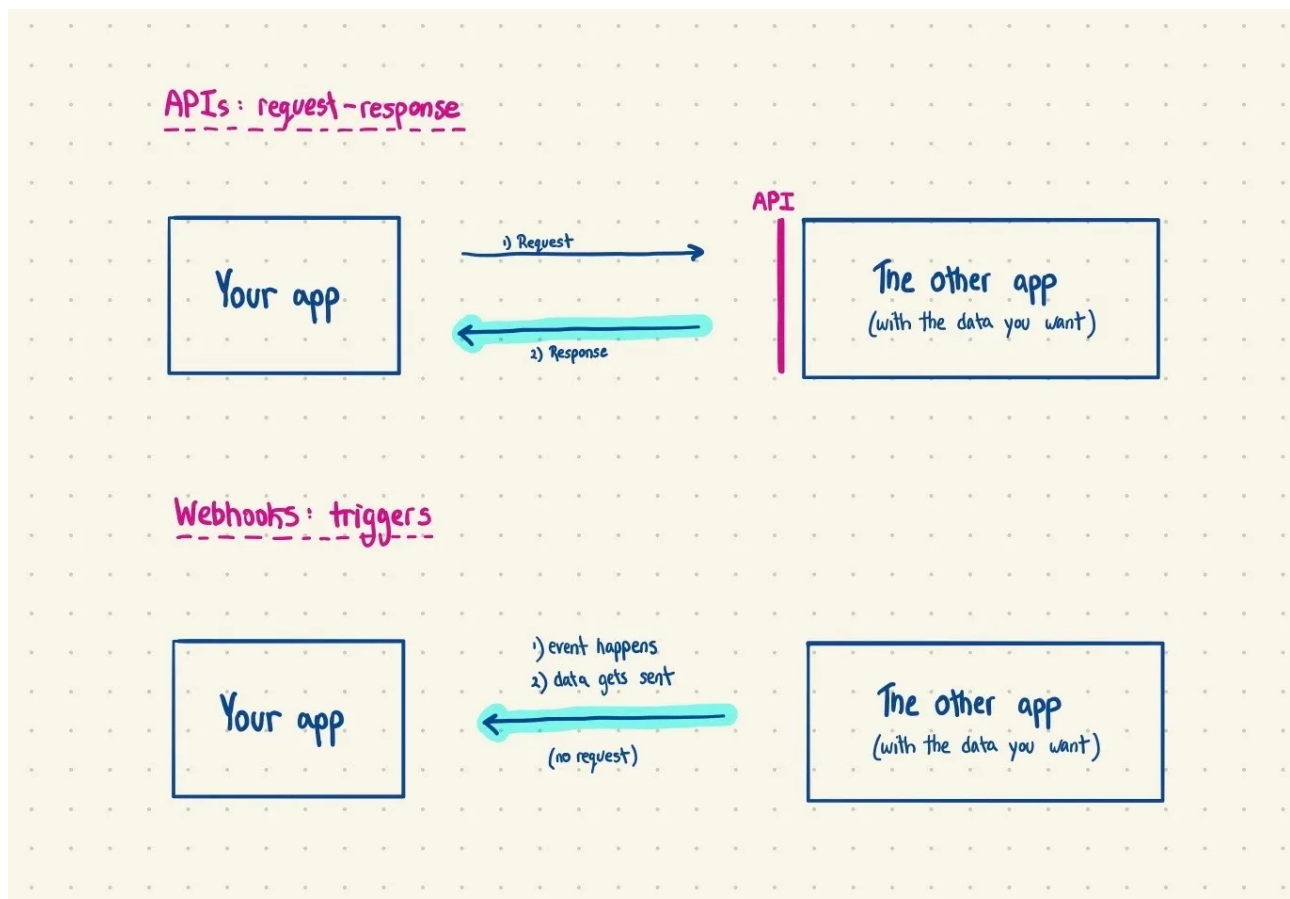 APIs: request-response
API
1) Request
Your app
The other app
(with the data you want)
2) Response
Webhooks: triggers
1) event happens
2) data gets sent
Your app
The other app
(with the data you want)
(no request)